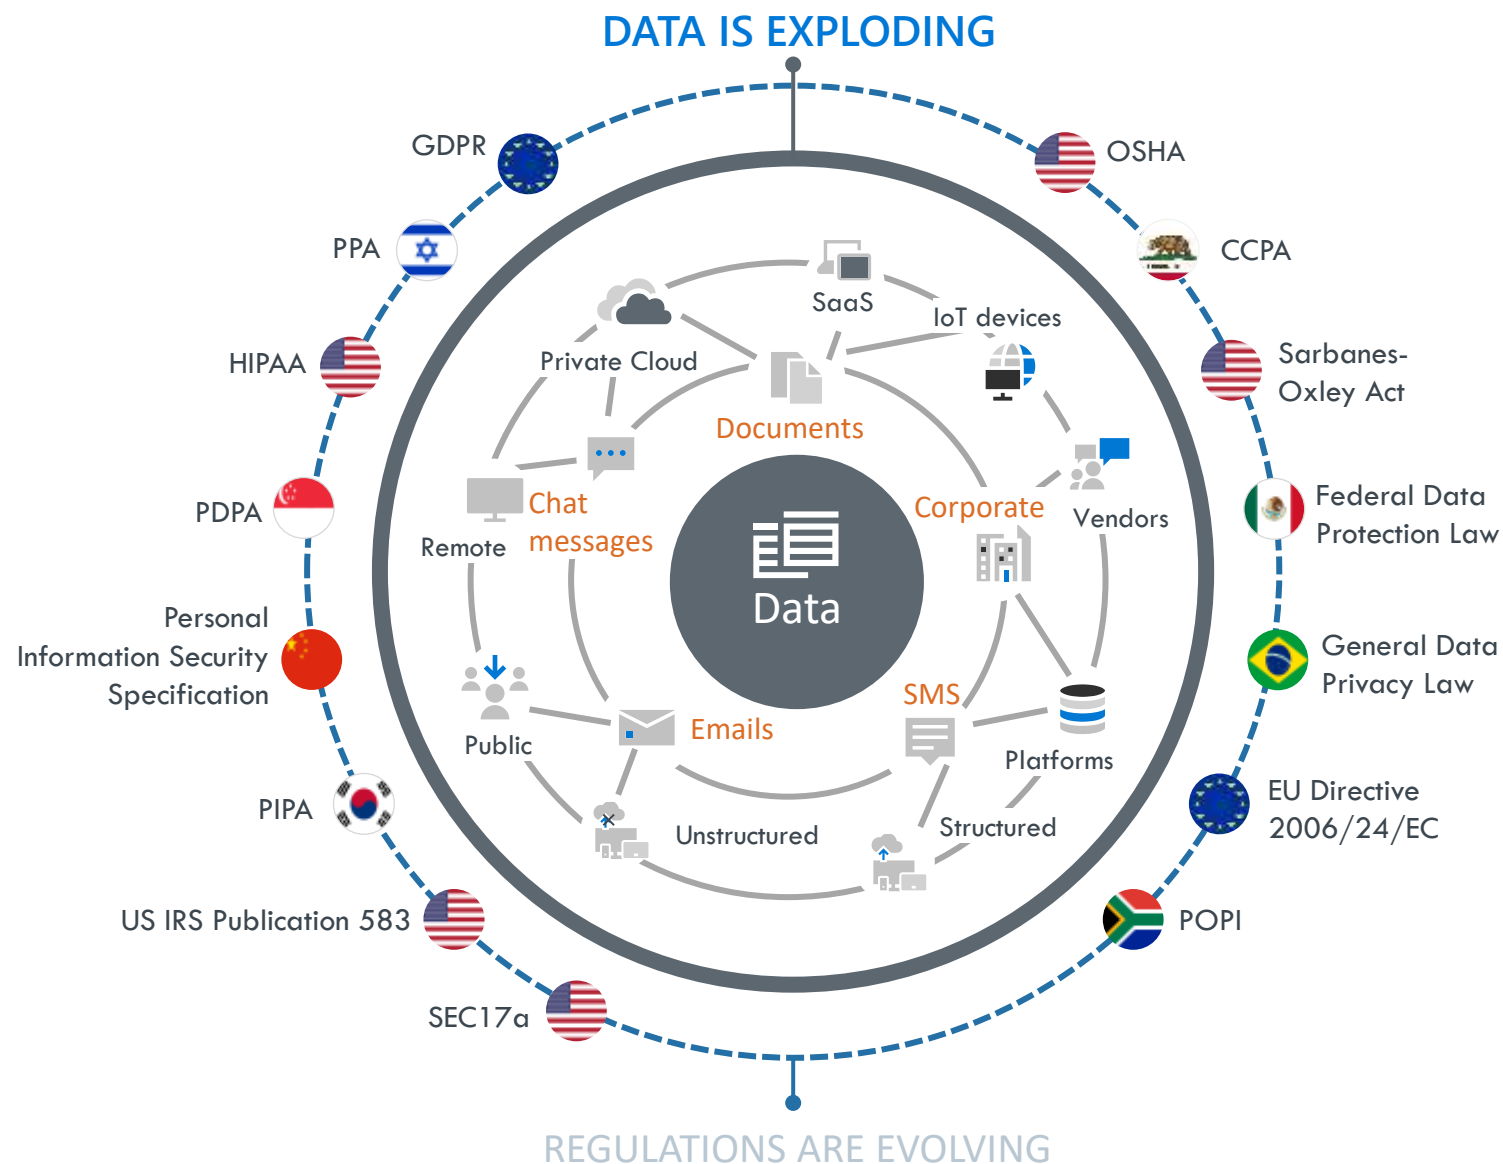 DATA IS EXPLODING
GDPR
OSHA
PPA
CCPA
HIPAA
Sarbanes-
Oxley Act
PDPA
Federal Data
Protection Law
Personal
Information Security
Specification
General Data
Privacy Law
PIPA
EU Directive
2006/24/EC
US IRS Publication 583
POPI
SEC17a
SaaS
IoT devices
Private Cloud
Documents
Chat
messages
Corporate
Vendors
Remote
Data
SMS
Emails
Public
Platforms
Unstructured
Structured
REGULATIONS ARE EVOLVING